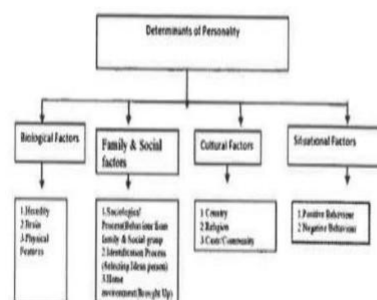 Determinants of Personality
Biological Factors
Family & Social
factors
Cultural Factors
Situational Factors
1.Heredity
2.Brain
3.Physical
Features
1.Sociological
Process(Behaviour from
family & Social group
2.Identification Process
(Selecting Ideas person)
3.Home
environment(Brought Up)
1.Country
2.Religion
3.Caste/Community
1.Positive Behaviour
2.Negative Behaviour